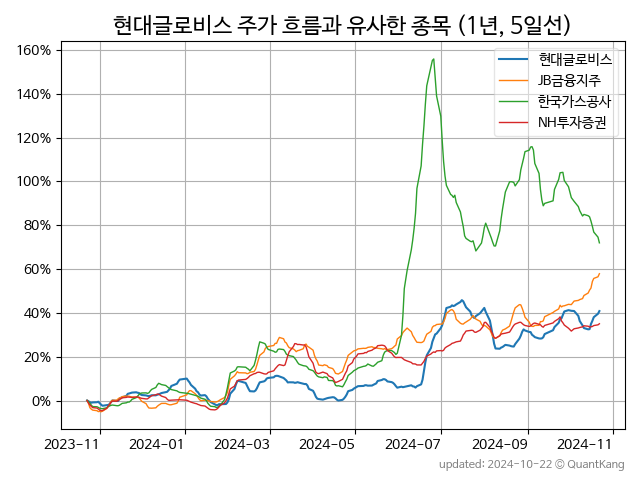 현대글로비스 주가 흐름과 유사한 종목 (1년, 5일선)
160%
140%
120%
100%
80%
60%
40%
20%
0%
현대글로비스
JB금융지주
한국가스공사
NH투자증권
2023-11 2024-01 2024-03 2024-05 2024-07 2024-09 2024-11
updated: 2024-10-22 © QuantKang